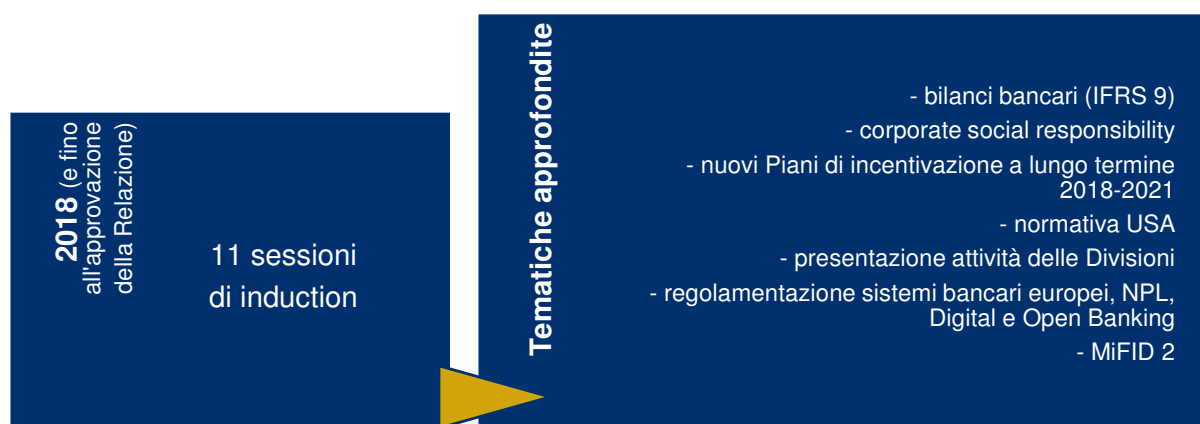 2018 (e fino
all'approvazione
della Relazione)
11 sessioni
di induction
Tematiche approfondite
- bilanci bancari (IFRS 9)
- corporate social responsibility
- nuovi Piani di incentivazione a lungo termine
2018-2021
- normativa USA
- presentazione attività delle Divisioni
- regolamentazione sistemi bancari europei, NPL,
Digital e Open Banking
- MiFID 2